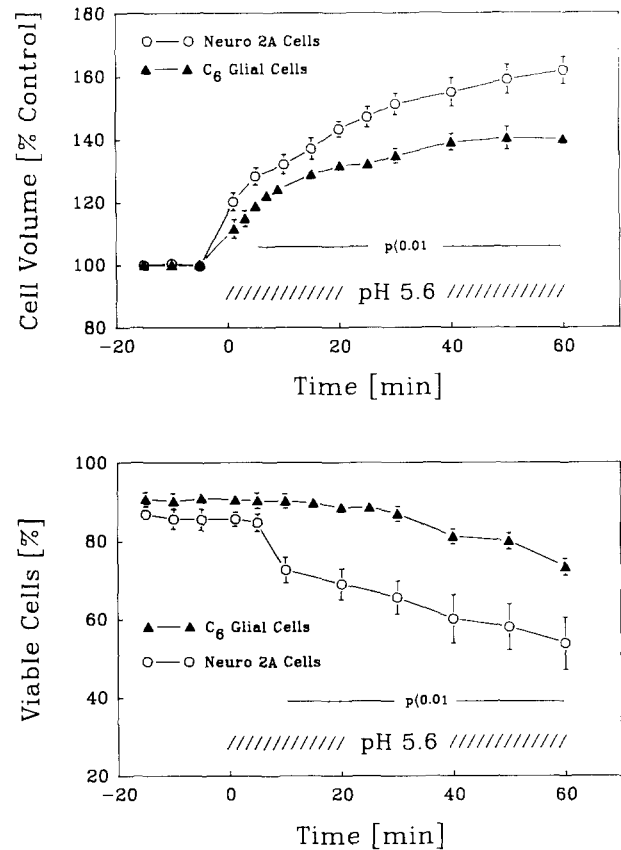 Cell Volume [% Control]
160
140
120
100
80
Neuro 2A Cells
C6 Glial Cells
p⟨0.01
pH 5.6
-20
0
20
40
60
Time [min]
Viable Cells [%]
100
80
60
40
20
C6 Glial Cells
Neuro 2A Cells
p⟨0.01
pH 5.6
-20
0
20
40
60
Time [min]